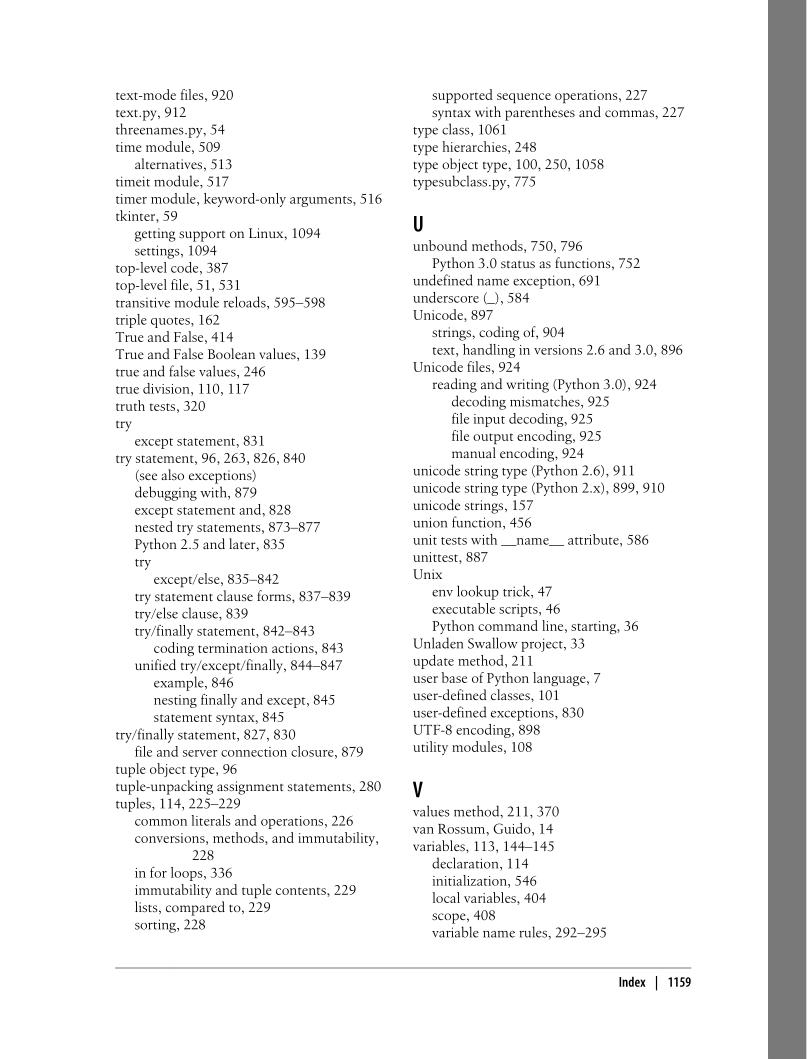 text-mode files, 920
text.py, 912
threenames.py, 54
time module, 509
alternatives, 513
timeit module, 517
timer module, keyword-only arguments, 516
tkinter, 59
getting support on Linux, 1094
settings, 1094
top-level code, 387
top-level file, 51, 531
transitive module reloads, 595–598
triple quotes, 162
True and False, 414
True and False Boolean values, 139
true and false values, 246
true division, 110, 117
truth tests, 320
try
except statement, 831
try statement, 96, 263, 826, 840
(see also exceptions)
debugging with, 879
except statement and, 828
nested try statements, 873–877
Python 2.5 and later, 835
try
except/else, 835–842
try statement clause forms, 837–839
try/else clause, 839
try/finally statement, 842–843
coding termination actions, 843
unified try/except/finally, 844–847
example, 846
nesting finally and except, 845
statement syntax, 845
try/finally statement, 827, 830
file and server connection closure, 879
tuple object type, 96
tuple-unpacking assignment statements, 280
tuples, 114, 225–229
common literals and operations, 226
conversions, methods, and immutability,
228
in for loops, 336
immutability and tuple contents, 229
lists, compared to, 229
sorting, 228
supported sequence operations, 227
syntax with parentheses and commas, 227
type class, 1061
type hierarchies, 248
type object type, 100, 250, 1058
typesubclass.py, 775
U
unbound methods, 750, 796
Python 3.0 status as functions, 752
undefined name exception, 691
underscore (_), 584
Unicode, 897
strings, coding of, 904
text, handling in versions 2.6 and 3.0, 896
Unicode files, 924
reading and writing (Python 3.0), 924
decoding mismatches, 925
file input decoding, 925
file output encoding, 925
manual encoding, 924
unicode string type (Python 2.6), 911
unicode string type (Python 2.x), 899, 910
unicode strings, 157
union function, 456
unit tests with __name__ attribute, 586
unittest, 887
Unix
env lookup trick, 47
executable scripts, 46
Python command line, starting, 36
Unladen Swallow project, 33
update method, 211
user base of Python language, 7
user-defined classes, 101
user-defined exceptions, 830
UTF-8 encoding, 898
utility modules, 108
V
values method, 211, 370
van Rossum, Guido, 14
variables, 113, 144–145
declaration, 114
initialization, 546
local variables, 404
scope, 408
variable name rules, 292–295
Index | 1159